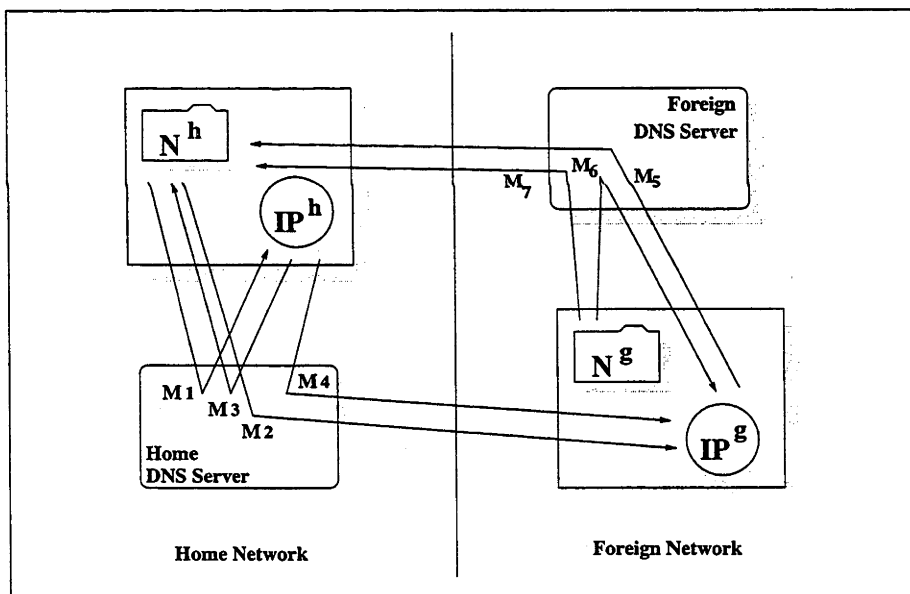 N h
IP h
Foreign
DNS Server
M6
M5
M7
N g
IP g
M1
M3
M2
M4
Home
DNS Server
Home Network
Foreign Network